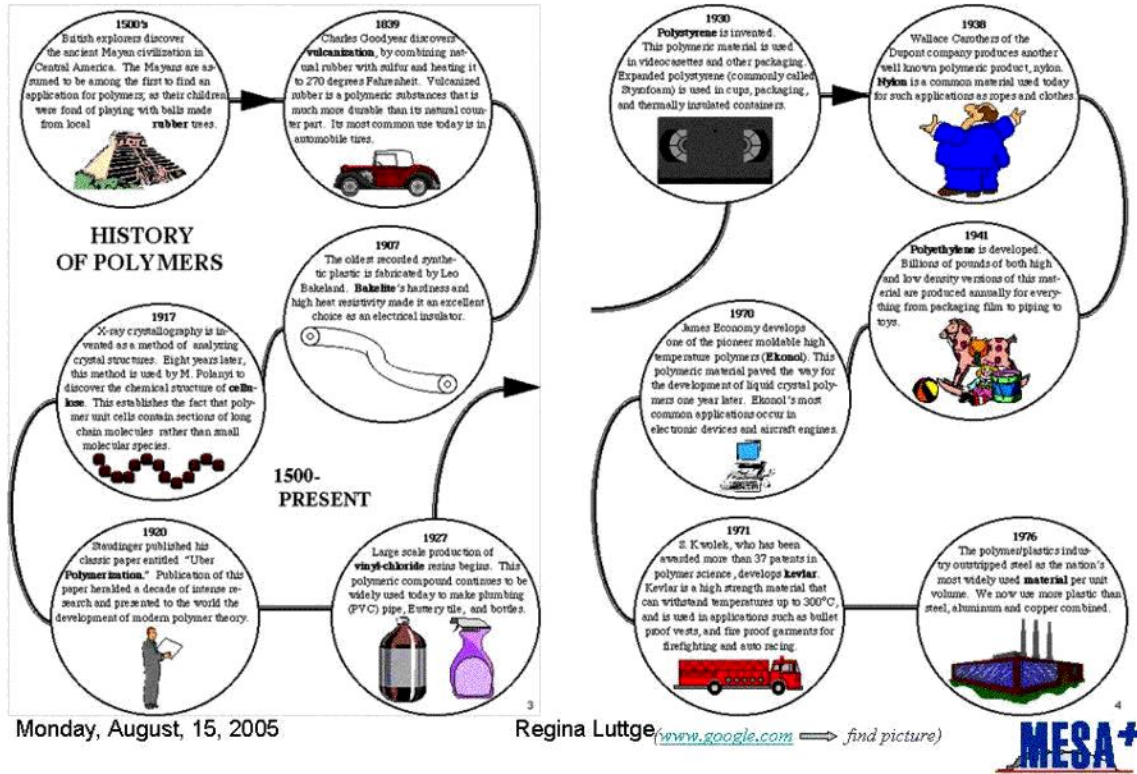 1500's
British explorers discover
the ancient Mayan civilization in
Central America. The Mayans are as-
sumed to be among the first to find an
application for polymers, as their children
were fond of playing with balls made
from local rubber trees.
1839
Charles Goodyear discovers
vulcanization, by combining nat-
ural rubber with sulfur and heating it
to 270 degrees Fahrenheit. Vulcanized
rubber is a polymeric substances that is
much more durable than its natural coun-
ter part. Its most common use today is in
automobile tires.
HISTORY
OF POLYMERS
1907
The oldest recorded synthe-
tic plastic is fabricated by Leo
Bakeland. Bakelite's hardness and
high heat resistivity made it an excellent
choice as an electrical insulator.
1917
X-ray crystallography is in-
vented as a method of analyzing
crystal structures. Eight years later,
this method is used by M. Polanyi to
discover the chemical structure of cellu-
lose. This establishes the fact that poly-
mer unit cells contain sections of long
chain molecules rather than small
molecular species.
1500-
PRESENT
1920
Staudinger published his
classic paper entitled "Uber
Polymerization." Publication of this
paper heralded a decade of intense re-
search and presented to the world the
development of modern polymer theory.
1927
Large scale production of
vinyl-chloride resins begins. This
polymeric compound continues to be
widely used today to make plumbing
(PVC) pipe, tile, and bottles.
3
1930
Polystyrene is invented.
This polymeric material is used
in videocassettes and other packaging.
Expanded polystyrene (commonly called
Styrofoam) is used in cups, packaging,
and thermally insulated containers.
1938
Wallace Carothers of the
Dupont company produces another
well known polymeric product, nylon.
Nylon is a common material used today
for such applications as ropes and clothes.
1941
Polyethylene is developed.
Billions of pounds of both high
and low density versions of this mat-
erial are produced annually for every-
thing from packaging film to piping to
toys.
1970
James Economy develops
one of the pioneer moldable high
temperature polymers (Ekonol). This
polymeric material paved the way for
the development of liquid crystal poly-
mers one year later. Ekonol's most
common applications occur in
electronic devices and aircraft engines.
1971
S. Kwolek, who has been
awarded more than 37 patents in
polymer science, develops kevlar.
Kevlar is a high strength material that
can withstand temperatures up to 300°C,
and is used in applications such as bullet
proof vests, and fire proof garments for
firefighting and auto racing.
1976
The polymer/plastics indus-
try outstripped steel as the nation's
most widely used material per unit
volume. We now use more plastic than
steel, aluminum and copper combined.
4
Monday, August, 15, 2005
Regina Luttge
(www.google.com find picture)
MESA+